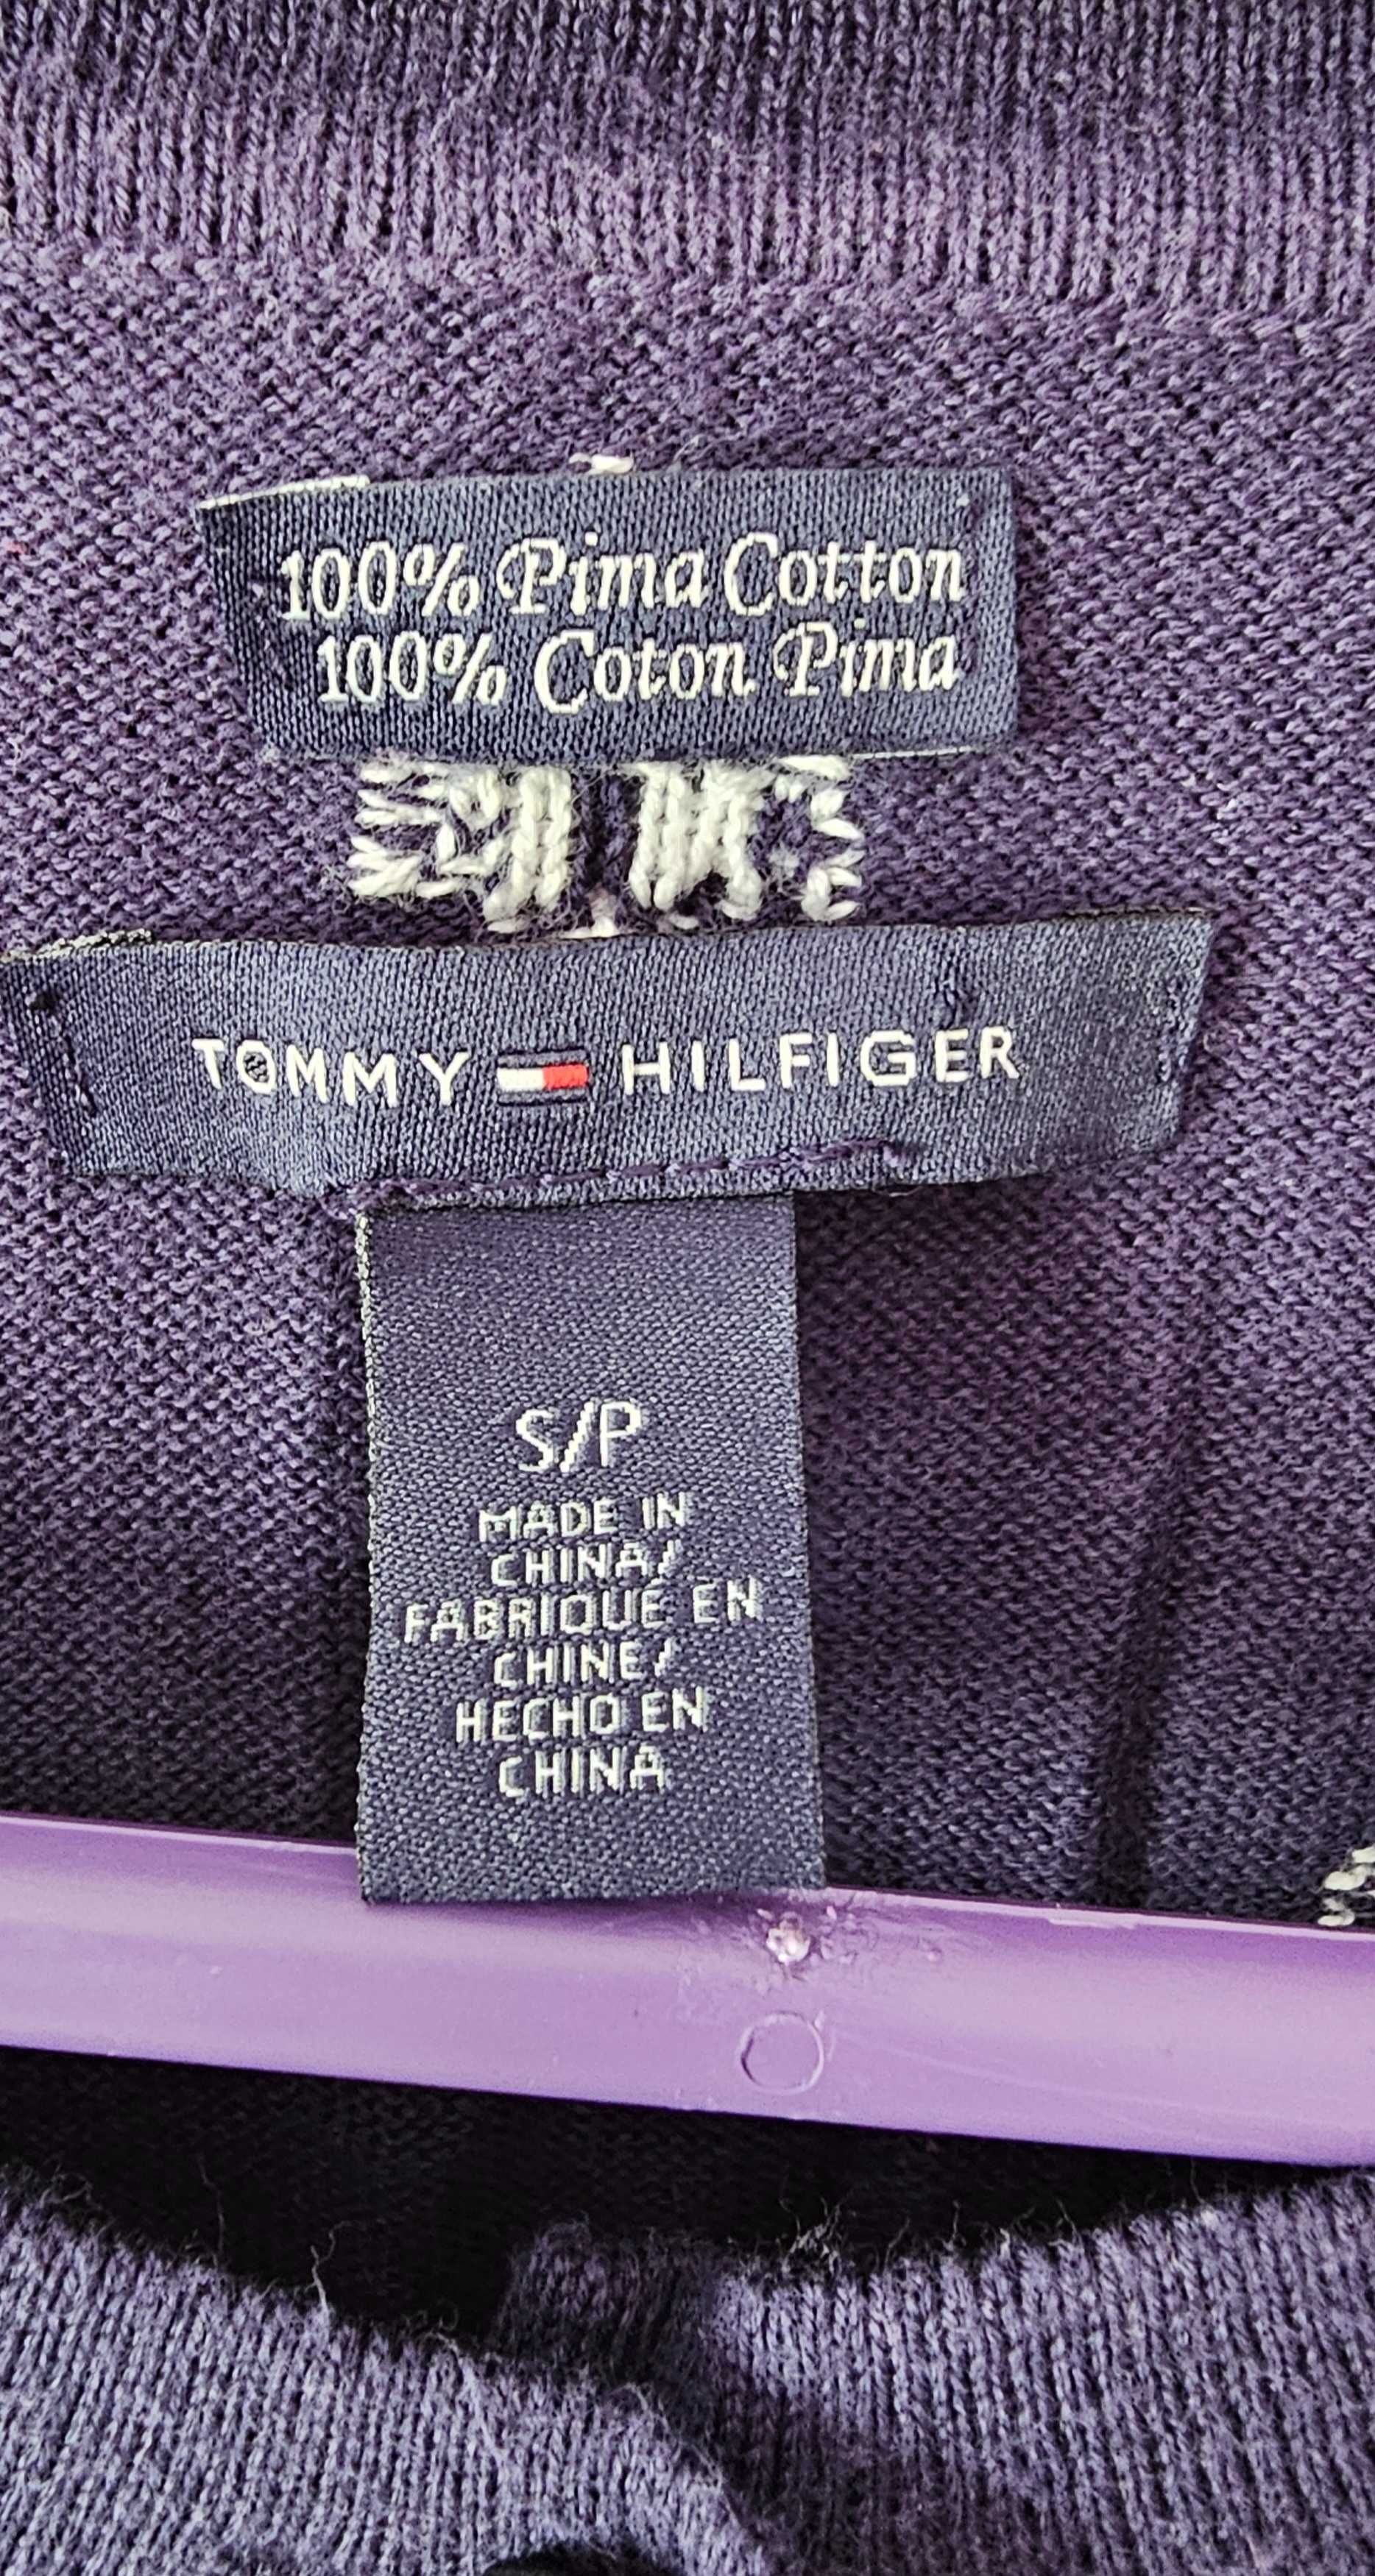 100% Pima Cotton
100% Coton Pima
TOMMY HILFIGER
S/P
MADE IN
CHINA/
FABRIQUÉ EN
CHINE/
HECHO EN
CHINA